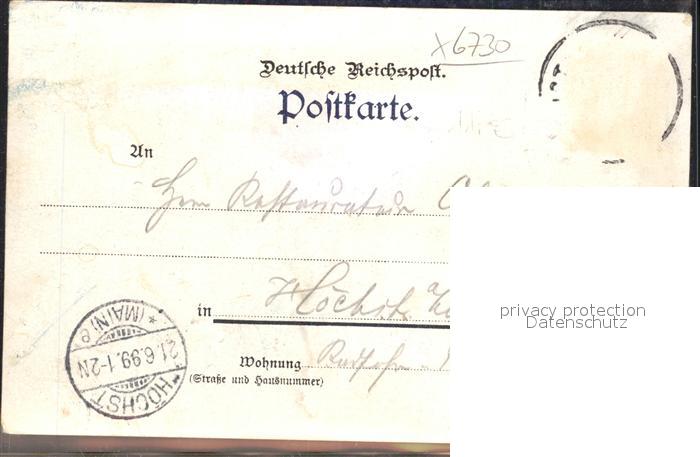 x6730
Deutsche Reichspost.
Postkarte.
An
Herrn Restaurateur
in Höchst a/
Wohnung
(Straße und Hausnummer)
HÖCHST (MAIN)
21.6.99.1-2N
privacy protection
Datenschutz